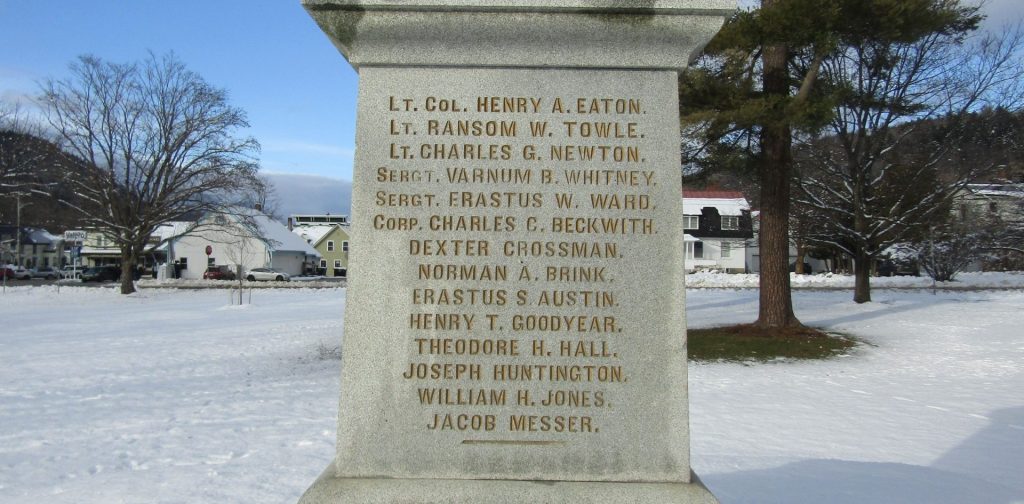 LT. COL. HENRY A. EATON.
LT. RANSOM W. TOWLE.
LT. CHARLES G. NEWTON.
SERGT. VARNUM B. WHITNEY.
SERGT. ERASTUS W. WARD.
CORP. CHARLES C. BECKWITH.
DEXTER CROSSMAN.
NORMAN A. BRINK.
ERASTUS S. AUSTIN.
HENRY T. GOODYEAR.
THEODORE H. HALL.
JOSEPH HUNTINGTON.
WILLIAM H. JONES.
JACOB MESSER.